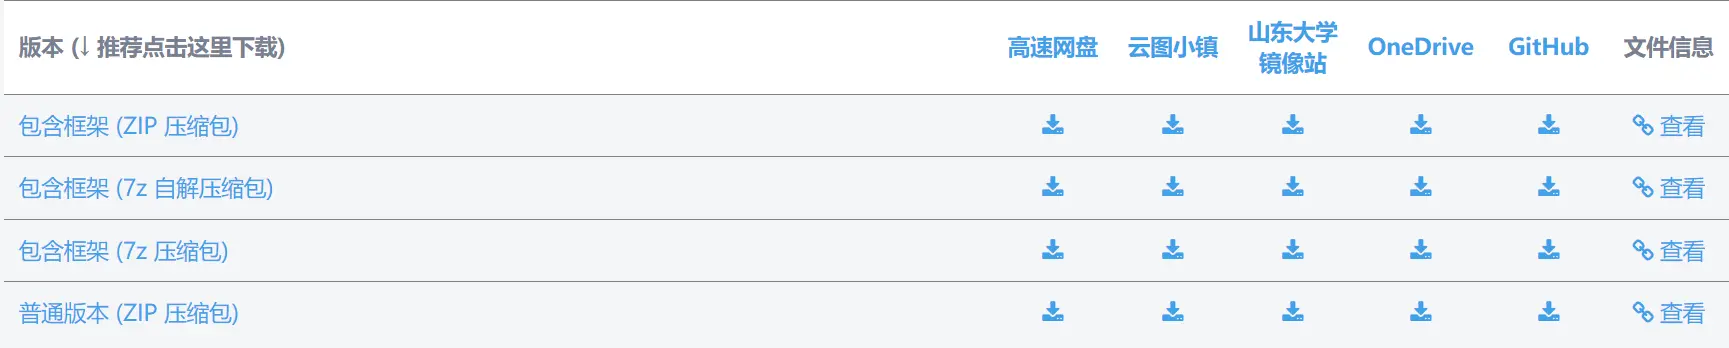 版本 (↓ 推荐点击这里下载) 高速网盘 云图小镇 山东大学 OneDrive GitHub 文件信息
镜像站
包含框架 (ZIP 压缩包) 查看
包含框架 (7z 自解压缩包) 查看
包含框架 (7z 压缩包) 查看
普通版本 (ZIP 压缩包) 查看